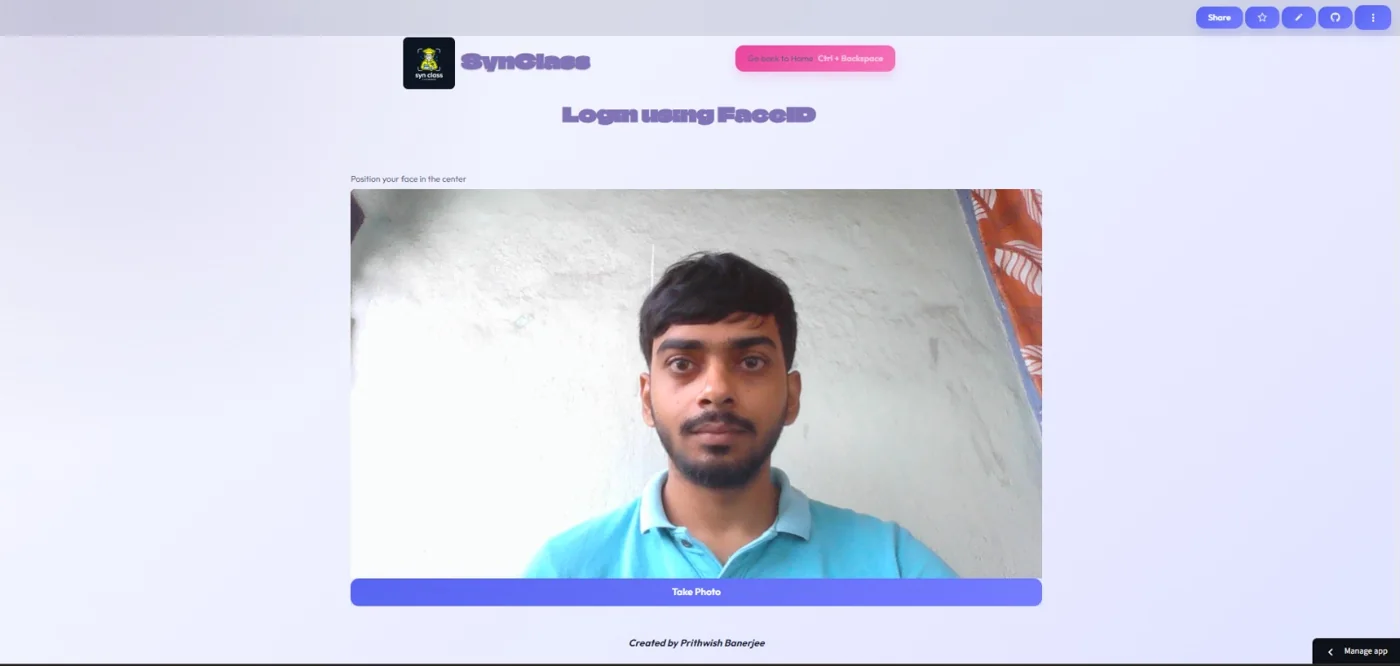 Share
syn class
SynClass
Go back to Home Ctrl + Backspace
Login using FaceID
Position your face in the center
Take Photo
Created by Prithwish Banerjee
Manage app